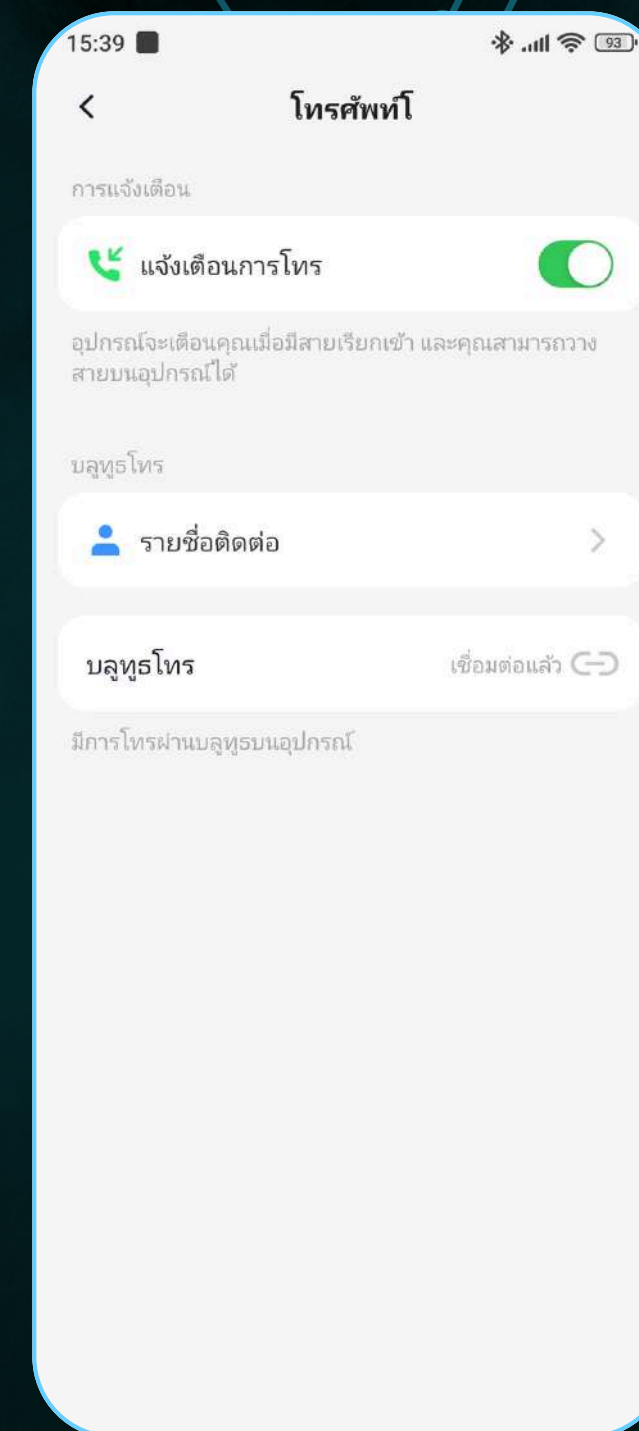 15:39
93
โทรศัพท์โ
การแจ้งเตือน
แจ้งเตือนการโทร
อุปกรณ์จะเตือนคุณเมื่อมีสายเรียกเข้า และคุณสามารถวาง
สายบนอุปกรณ์ได้
บลูทูธโทร
รายชื่อติดต่อ
บลูทูธโทร
เชื่อมต่อแล้ว
มีการโทรผ่านบลูทูธบนอุปกรณ์